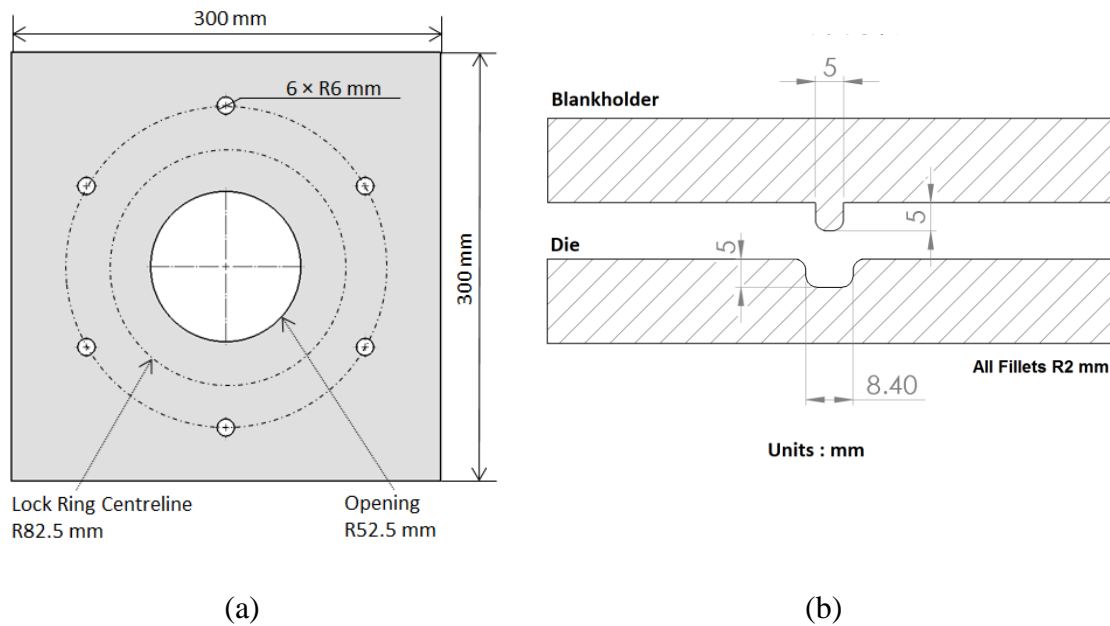 300 mm
6 × R6 mm
300 mm
Lock Ring Centreline
R82.5 mm
Opening
R52.5 mm
(a)
5
Blankholder
5
Die
5
All Fillets R2 mm
8.40
Units : mm
(b)